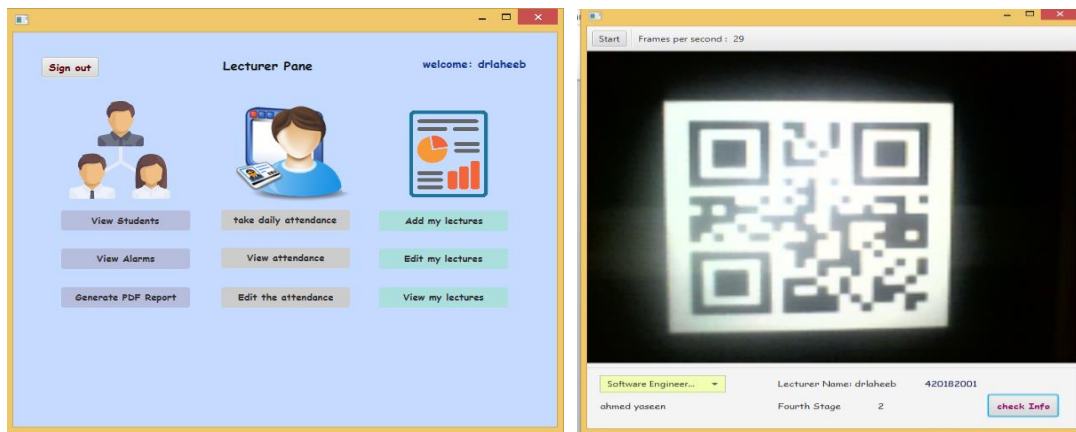 Sign out
Lecturer Pane
welcome: drlaheeb
View Students
take daily attendance
Add my lectures
View Alarms
View attendance
Edit my lectures
Generate PDF Report
Edit the attendance
View my lectures
Start
Frames per second : 29
Software Engineer...
Lecturer Name: drlaheeb
420182001
ahmed yaseen
Fourth Stage
2
check Info